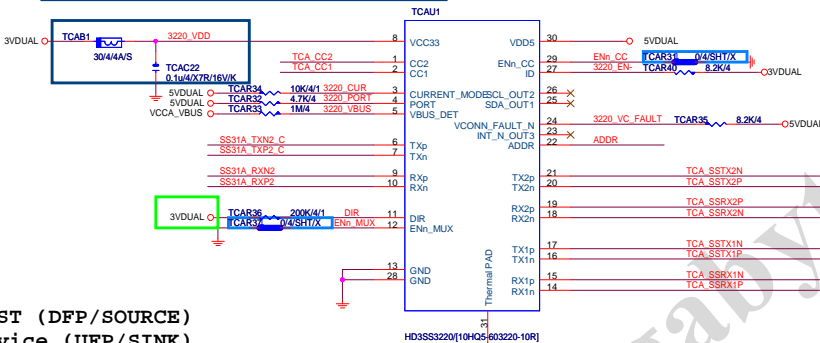 TCAU1
3VDUAL TCAB1 3220_VDD 8 VCC33 VDD5 30 5VDUAL
30/4/4A/S
TCAC22
0.1u/4/X7R/16V/K
TCA_CC2 1 CC2 ENn_CC 29 ENn_CC TCAR31 0/4/SHT/X
TCA_CC1 2 CC1 ID 27 3220_EN- TCAR40 8.2K/4 3VDUAL
5VDUAL TCAR34 10K/4/1 3220_CUR 3 CURRENT_MODE SCL_OUT2 26
5VDUAL TCAR32 4.7K/4 3220_PORT 4 PORT SDA_OUT1 25
VCCA_VBUS TCAR33 1M/4 3220_VBUS 5 VBUS_DET
VCONN_FAULT_N 24 3220_VC_FAULT TCAR35 8.2K/4 5VDUAL
INT_N_OUT3 23
SS31A_TXN2_C 6 TXp ADDR 22 ADDR
SS31A_TXP2_C 7 TXn
SS31A_RXN2 9 RXp TX2p 21 TCA_SSTX2N
SS31A_RXP2 10 RXn TX2n 20 TCA_SSTX2P
RX2p 19 TCA_SSRX2P
3VDUAL TCAR36 200K/4/1 DIR 11 DIR RX2n 18 TCA_SSRX2N
TCAR37 0/4/SHT/X ENn_MUX 12 ENn_MUX
TX1p 17 TCA_SSTX1N
TX1n 16 TCA_SSTX1P
13 GND
28 GND RX1p 15 TCA_SSRX1N
RX1n 14 TCA_SSRX1P
Thermal PAD
31
ST (DFP/SOURCE)
vice (UFP/SINK)
HD3SS3220/[10HQ5-603220-10R]